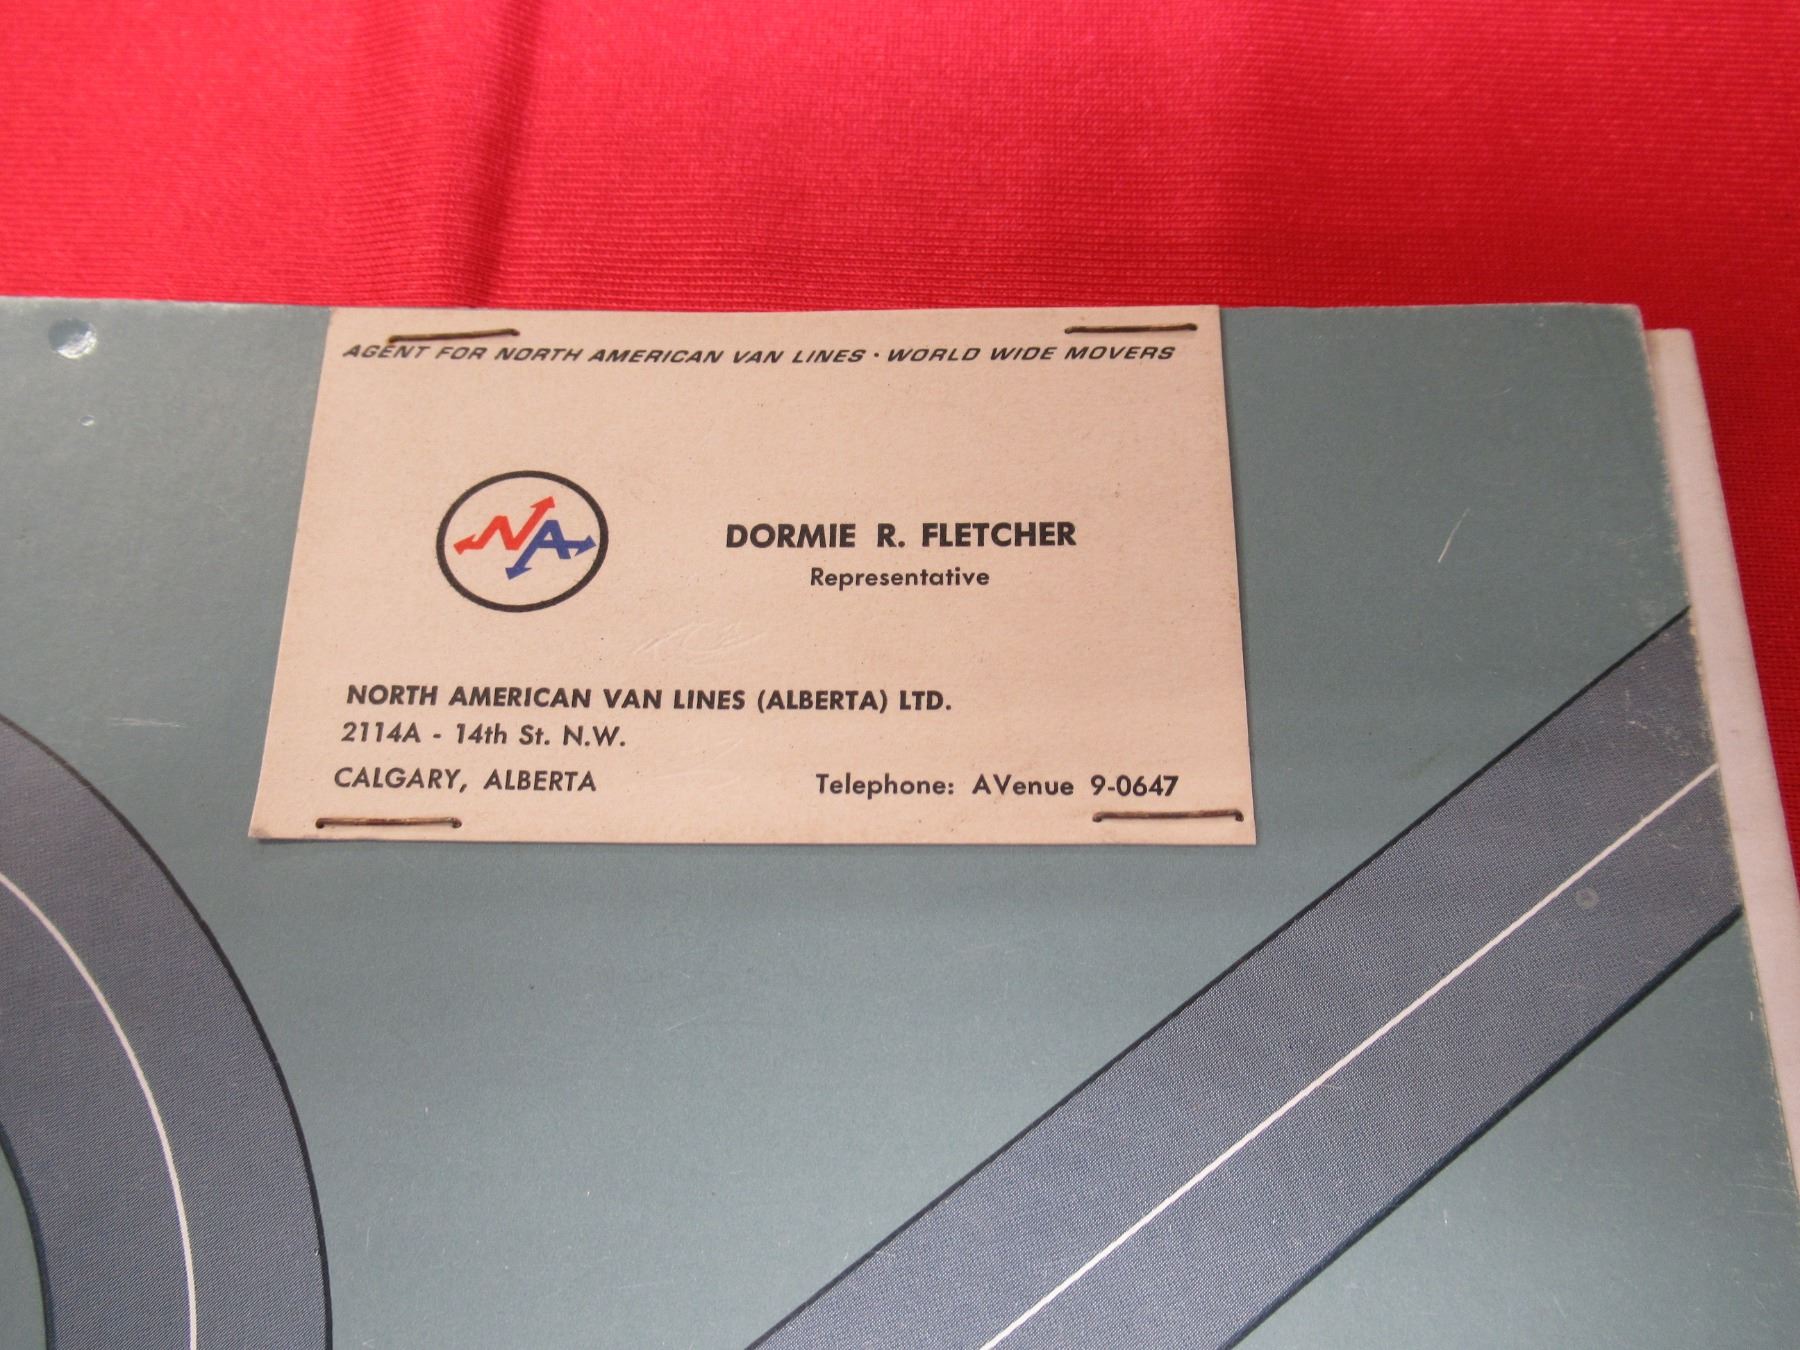 AGENT FOR NORTH AMERICAN VAN LINES · WORLD WIDE MOVERS
NA
DORMIE R. FLETCHER
Representative
NORTH AMERICAN VAN LINES (ALBERTA) LTD.
2114A - 14th St. N.W.
CALGARY, ALBERTA
Telephone: AVenue 9-0647